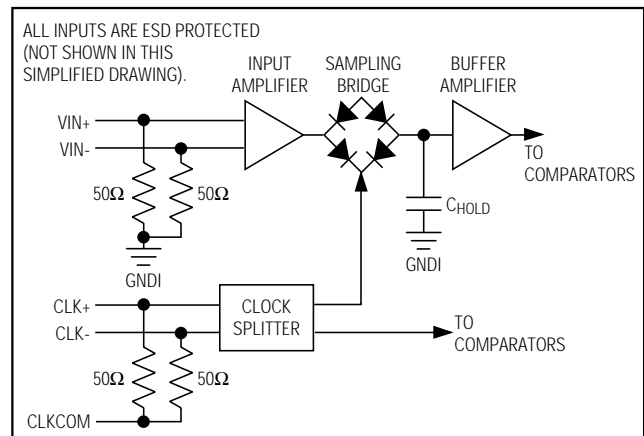 ALL INPUTS ARE ESD PROTECTED
(NOT SHOWN IN THIS
SIMPLIFIED DRAWING).
INPUT
AMPLIFIER
SAMPLING
BRIDGE
BUFFER
AMPLIFIER
VIN+
VIN-
TO
COMPARATORS
50Ω
50Ω
CHOLD
GNDI
GNDI
CLK+
CLK-
CLOCK
SPLITTER
TO
COMPARATORS
50Ω
50Ω
CLKCOM